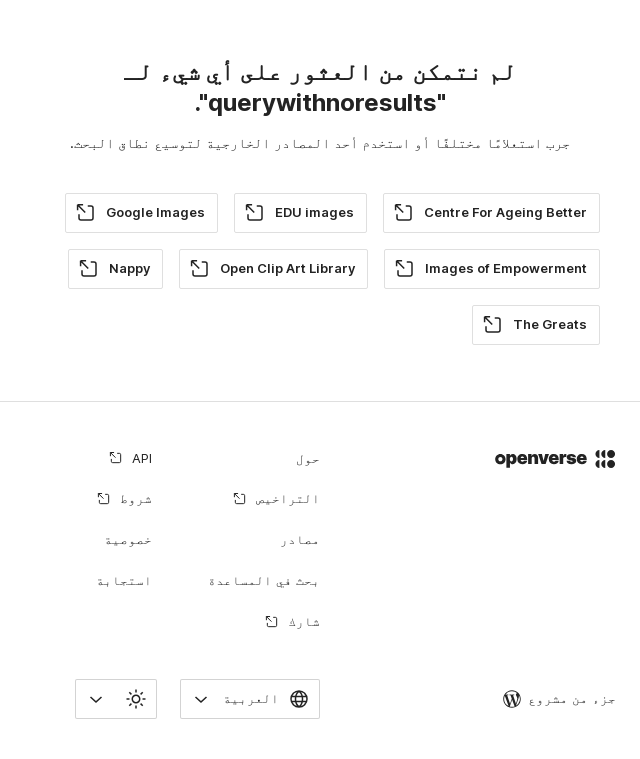 لم نتمكن من العثور على أي شيء لـ
"querywithnoresults".
جرب استعلامًا مختلفًا أو استخدم أحد المصادر الخارجية لتوسيع نطاق البحث.
Centre For Ageing Better
EDU images
Google Images
Images of Empowerment
Open Clip Art Library
Nappy
The Greats
openverse
حول
API
التراخيص
شروط
مصادر
خصوصية
بحث في المساعدة
استجابة
شارك
جزء من مشروع
العربية